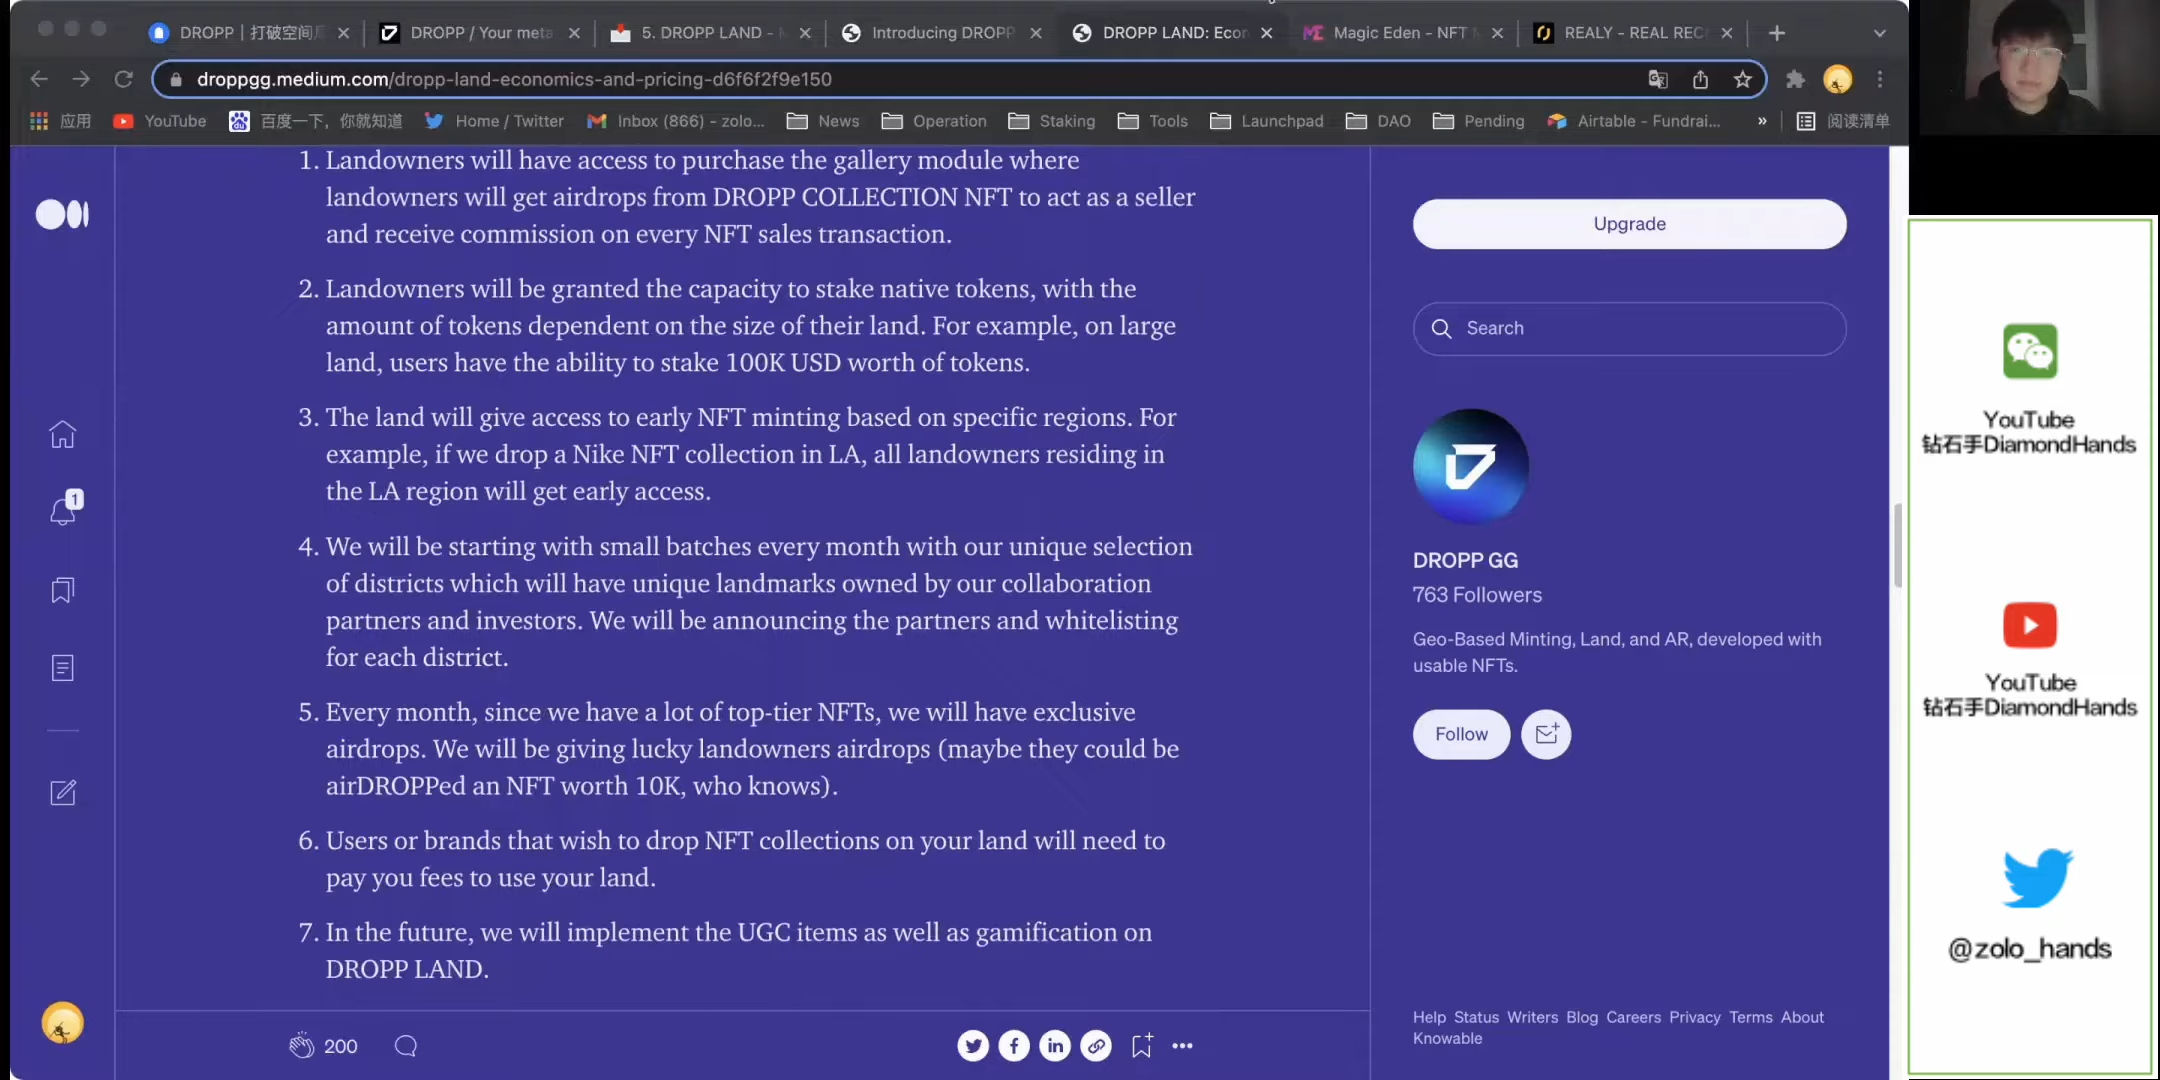 DROPP | 打破空间
DROPP / Your meta
5. DROPP LAND -
Introducing DROPP
DROPP LAND: Econ
Magic Eden - NFT
REALY - REAL REC
droppgg.medium.com/dropp-land-economics-and-pricing-d6f6f2f9e150
应用
YouTube
百度一下，你就知道
Home / Twitter
Inbox (866) - zolo...
News
Operation
Staking
Tools
Launchpad
DAO
Pending
Airtable - Fundrai...
»
阅读清单
1. Landowners will have access to purchase the gallery module where
landowners will get airdrops from DROPP COLLECTION NFT to act as a seller
and receive commission on every NFT sales transaction.
2. Landowners will be granted the capacity to stake native tokens, with the
amount of tokens dependent on the size of their land. For example, on large
land, users have the ability to stake 100K USD worth of tokens.
3. The land will give access to early NFT minting based on specific regions. For
example, if we drop a Nike NFT collection in LA, all landowners residing in
the LA region will get early access.
4. We will be starting with small batches every month with our unique selection
of districts which will have unique landmarks owned by our collaboration
partners and investors. We will be announcing the partners and whitelisting
for each district.
5. Every month, since we have a lot of top-tier NFTs, we will have exclusive
airdrops. We will be giving lucky landowners airdrops (maybe they could be
airDROPPed an NFT worth 10K, who knows).
6. Users or brands that wish to drop NFT collections on your land will need to
pay you fees to use your land.
7. In the future, we will implement the UGC items as well as gamification on
DROPP LAND.
1
200
Upgrade
Search
DROPP GG
763 Followers
Geo-Based Minting, Land, and AR, developed with
usable NFTs.
Follow
Help Status Writers Blog Careers Privacy Terms About
Knowable
YouTube
钻石手DiamondHands
YouTube
钻石手DiamondHands
@zolo_hands